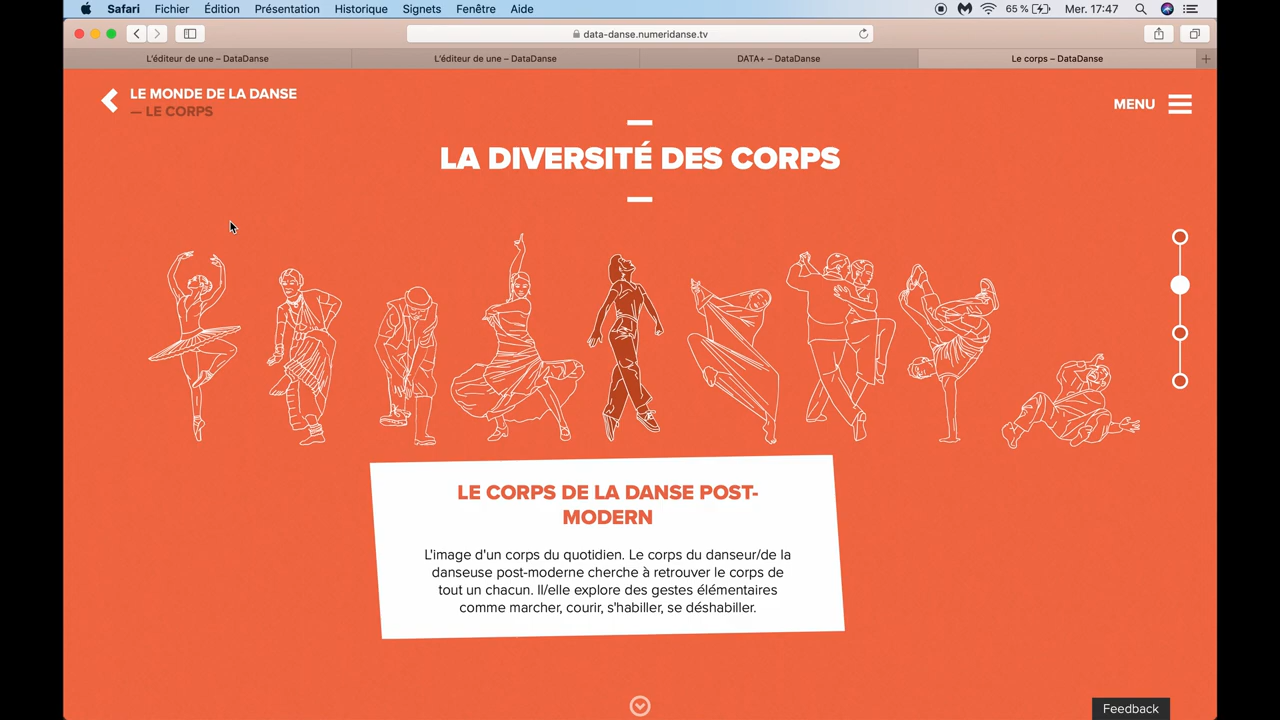 Safari Fichier Édition Présentation Historique Signets Fenêtre Aide 65 % Mer. 17:47
data-danse.numeridanse.tv
L'éditeur de une – DataDanse L'éditeur de une – DataDanse DATA+ – DataDanse Le corps – DataDanse
LE MONDE DE LA DANSE
— LE CORPS
MENU
LA DIVERSITÉ DES CORPS
LE CORPS DE LA DANSE POST-
MODERN
L'image d'un corps du quotidien. Le corps du danseur/de la
danseuse post-moderne cherche à retrouver le corps de
tout un chacun. Il/elle explore des gestes élémentaires
comme marcher, courir, s'habiller, se déshabiller.
Feedback